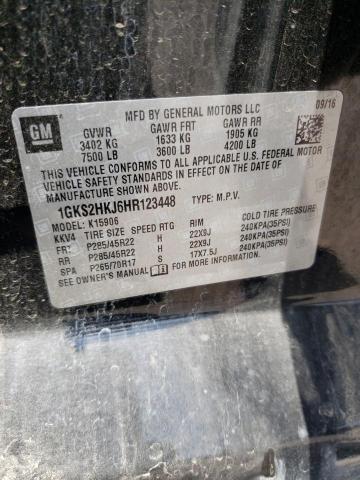 MFD BY GENERAL MOTORS LLC 09/16
GM GVWR GAWR FRT GAWR RR
3402 KG 1633 KG 1905 KG
7500 LB 3600 LB 4200 LB
THIS VEHICLE CONFORMS TO ALL APPLICABLE U.S. FEDERAL MOTOR
VEHICLE SAFETY STANDARDS IN EFFECT ON THE DATE OF
MANUFACTURE SHOWN ABOVE.
1GKS2HKJ6HR123448 TYPE: M.P.V.
MODEL: K15906
KKV4 TIRE SIZE SPEED RTG RIM COLD TIRE PRESSURE
FRT P285/45R22 H 22X9J 240KPA(35PSI)
RR P285/45R22 H 22X9J 240KPA(35PSI)
SPA P265/70R17 S 17X7.5J 240KPA(35PSI)
SEE OWNER'S MANUAL FOR MORE INFORMATION.